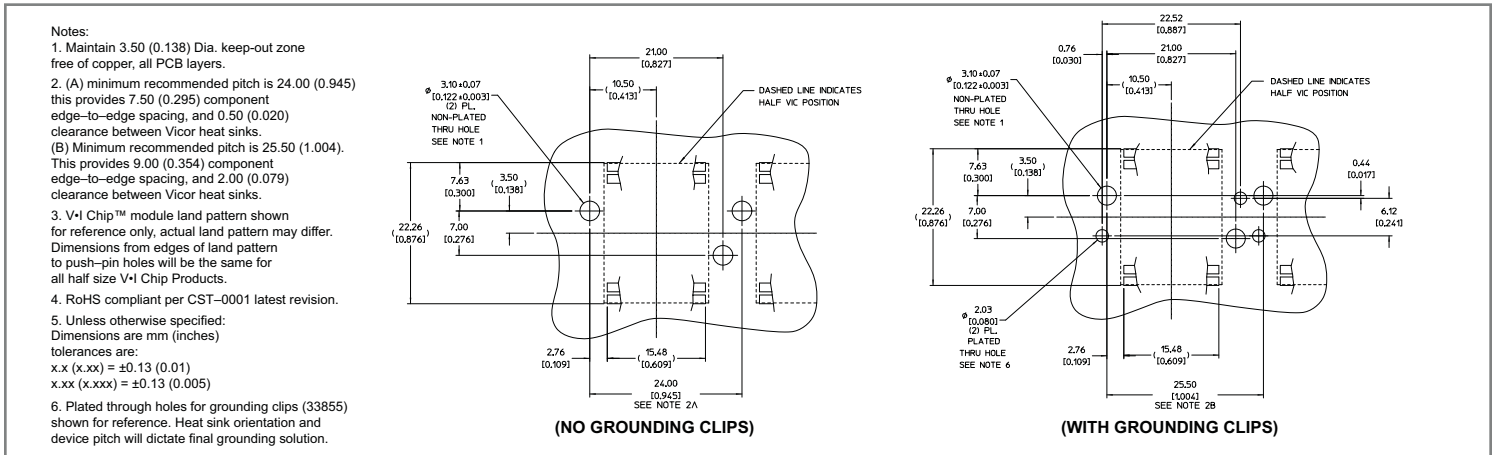 Notes:
1. Maintain 3.50 (0.138) Dia. keep-out zone
free of copper, all PCB layers.
2. (A) minimum recommended pitch is 24.00 (0.945)
this provides 7.50 (0.295) component
edge–to–edge spacing, and 0.50 (0.020)
clearance between Vicor heat sinks.
(B) Minimum recommended pitch is 25.50 (1.004).
This provides 9.00 (0.354) component
edge–to–edge spacing, and 2.00 (0.079)
clearance between Vicor heat sinks.
3. V•I Chip™ module land pattern shown
for reference only, actual land pattern may differ.
Dimensions from edges of land pattern
to push–pin holes will be the same for
all half size V•I Chip Products.
4. RoHS compliant per CST–0001 latest revision.
5. Unless otherwise specified:
Dimensions are mm (inches)
tolerances are:
x.x (x.xx) = ±0.13 (0.01)
x.xx (x.xxx) = ±0.13 (0.005)
6. Plated through holes for grounding clips (33855)
shown for reference. Heat sink orientation and
device pitch will dictate final grounding solution.
21.00
[0.827]
(10.50)
[0.413]
ø 3.10±0.07
[0.122±0.003]
(2) PL.
NON-PLATED
THRU HOLE
SEE NOTE 1
DASHED LINE INDICATES
HALF VIC POSITION
7.63
[0.300]
(3.50)
[0.138]
(22.26)
[0.876]
7.00
[0.276]
2.76
[0.109]
(15.48)
[0.609]
24.00
[0.945]
SEE NOTE 2A
(NO GROUNDING CLIPS)
22.52
[0.887]
0.76
[0.030]
21.00
[0.827]
(10.50)
[0.413]
ø 3.10±0.07
[0.122±0.003]
(2) PL.
NON-PLATED
THRU HOLE
SEE NOTE 1
DASHED LINE INDICATES
HALF VIC POSITION
7.63
[0.300]
(3.50)
[0.138]
0.44
[0.017]
(22.26)
[0.876]
7.00
[0.276]
6.12
[0.241]
ø 2.03
[0.080]
(2) PL.
PLATED
THRU HOLE
SEE NOTE 6
2.76
[0.109]
(15.48)
[0.609]
25.50
[1.004]
SEE NOTE 2B
(WITH GROUNDING CLIPS)